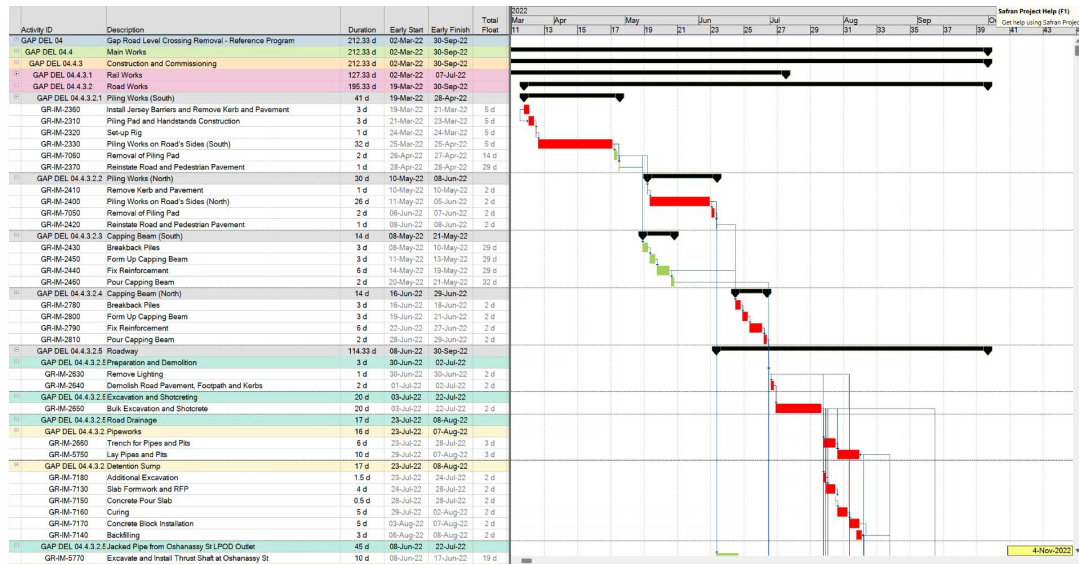 2022
Safran Project Help (F1)
Get help using Safran Projec
Mar Apr May Jun Jul Aug Sep
11 13 15 17 19 21 23 25 27 29 31 33 35 37 39 41 43
Activity ID Description Duration Early Start Early Finish Total Float
GAP DEL 04 Gap Road Level Crossing Removal - Reference Program 212.33 d 02-Mar-22 30-Sep-22
GAP DEL 04.4 Main Works 212.33 d 02-Mar-22 30-Sep-22
GAP DEL 04.4.3 Construction and Commissioning 212.33 d 02-Mar-22 30-Sep-22
GAP DEL 04.4.3.1 Rail Works 127.33 d 02-Mar-22 07-Jul-22
GAP DEL 04.4.3.2 Road Works 195.33 d 19-Mar-22 30-Sep-22
GAP DEL 04.4.3.2.1 Piling Works (South) 41 d 19-Mar-22 28-Apr-22
GR-IM-2360 Install Jersey Barriers and Remove Kerb and Pavement 3 d 19-Mar-22 21-Mar-22 5 d
GR-IM-2310 Piling Pad and Handstands Construction 3 d 21-Mar-22 23-Mar-22 5 d
GR-IM-2320 Set-up Rig 1 d 24-Mar-22 24-Mar-22 5 d
GR-IM-2330 Piling Works on Road's Sides (South) 32 d 25-Mar-22 25-Apr-22 5 d
GR-IM-7060 Removal of Piling Pad 2 d 26-Apr-22 27-Apr-22 14 d
GR-IM-2370 Reinstate Road and Pedestrian Pavement 1 d 28-Apr-22 28-Apr-22 29 d
GAP DEL 04.4.3.2.2 Piling Works (North) 30 d 10-May-22 08-Jun-22
GR-IM-2410 Remove Kerb and Pavement 1 d 10-May-22 10-May-22 2 d
GR-IM-2400 Piling Works on Road's Sides (North) 26 d 11-May-22 05-Jun-22 2 d
GR-IM-7050 Removal of Piling Pad 2 d 06-Jun-22 07-Jun-22 2 d
GR-IM-2420 Reinstate Road and Pedestrian Pavement 1 d 08-Jun-22 08-Jun-22 2 d
GAP DEL 04.4.3.2.3 Capping Beam (South) 14 d 08-May-22 21-May-22
GR-IM-2430 Breakback Piles 3 d 08-May-22 10-May-22 29 d
GR-IM-2450 Form Up Capping Beam 3 d 11-May-22 13-May-22 29 d
GR-IM-2440 Fix Reinforcement 6 d 14-May-22 19-May-22 29 d
GR-IM-2460 Pour Capping Beam 2 d 20-May-22 21-May-22 32 d
GAP DEL 04.4.3.2.4 Capping Beam (North) 14 d 16-Jun-22 29-Jun-22
GR-IM-2780 Breakback Piles 3 d 16-Jun-22 18-Jun-22 2 d
GR-IM-2800 Form Up Capping Beam 3 d 19-Jun-22 21-Jun-22 2 d
GR-IM-2790 Fix Reinforcement 6 d 22-Jun-22 27-Jun-22 2 d
GR-IM-2810 Pour Capping Beam 2 d 28-Jun-22 29-Jun-22 2 d
GAP DEL 04.4.3.2.5 Roadway 114.33 d 08-Jun-22 30-Sep-22
GAP DEL 04.4.3.2.5 Preparation and Demolition 3 d 30-Jun-22 02-Jul-22
GR-IM-2630 Remove Lighting 1 d 30-Jun-22 30-Jun-22 2 d
GR-IM-2640 Demolish Road Pavement, Footpath and Kerbs 2 d 01-Jul-22 02-Jul-22 2 d
GAP DEL 04.4.3.2.5 Excavation and Shotcreting 20 d 03-Jul-22 22-Jul-22
GR-IM-2650 Bulk Excavation and Shotcrete 20 d 03-Jul-22 22-Jul-22 2 d
GAP DEL 04.4.3.2.5 Road Drainage 17 d 23-Jul-22 08-Aug-22
GAP DEL 04.4.3.2. Pipeworks 16 d 23-Jul-22 07-Aug-22
GR-IM-2660 Trench for Pipes and Pits 6 d 23-Jul-22 28-Jul-22 3 d
GR-IM-5750 Lay Pipes and Pits 10 d 29-Jul-22 07-Aug-22 3 d
GAP DEL 04.4.3.2. Detention Sump 17 d 23-Jul-22 08-Aug-22
GR-IM-7180 Additional Excavation 1.5 d 23-Jul-22 24-Jul-22 2 d
GR-IM-7130 Slab Formwork and RFP 4 d 24-Jul-22 28-Jul-22 2 d
GR-IM-7150 Concrete Pour Slab 0.5 d 28-Jul-22 28-Jul-22 2 d
GR-IM-7160 Curing 5 d 29-Jul-22 02-Aug-22 2 d
GR-IM-7170 Concrete Block Installation 5 d 03-Aug-22 07-Aug-22 2 d
GR-IM-7140 Backfilling 3 d 06-Aug-22 08-Aug-22 2 d
GAP DEL 04.4.3.2.5 Jacked Pipe from Oshanassy St LPOD Outlet 45 d 08-Jun-22 22-Jul-22
GR-IM-5770 Excavate and Install Thrust Shaft at Oshanassy St 10 d 08-Jun-22 17-Jun-22 19 d
4-Nov-2022